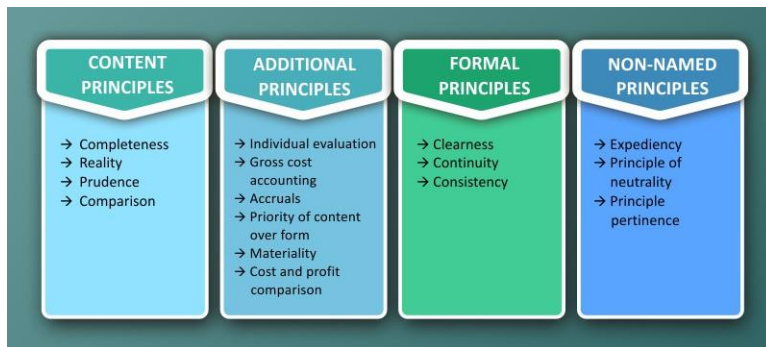 CONTENT
PRINCIPLES
→ Completeness
→ Reality
→ Prudence
→ Comparison
ADDITIONAL
PRINCIPLES
→ Individual evaluation
→ Gross cost
accounting
→ Accruals
→ Priority of content
over form
→ Materiality
→ Cost and profit
comparison
FORMAL
PRINCIPLES
→ Clearness
→ Continuity
→ Consistency
NON-NAMED
PRINCIPLES
→ Expediency
→ Principle of
neutrality
→ Principle
pertinence